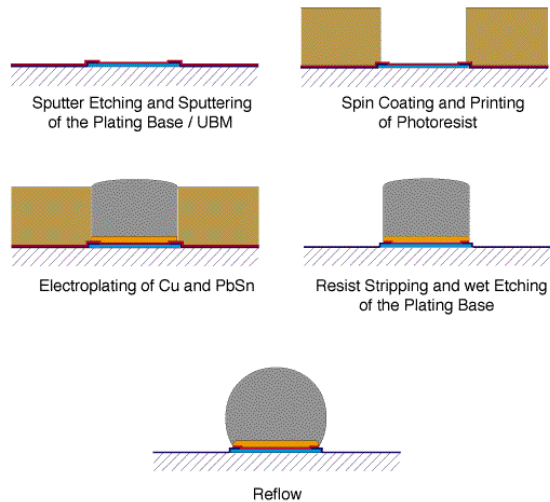 Sputter Etching and Sputtering
of the Plating Base / UBM
Spin Coating and Printing
of Photoresist
Electroplating of Cu and PbSn
Resist Stripping and wet Etching
of the Plating Base
Reflow